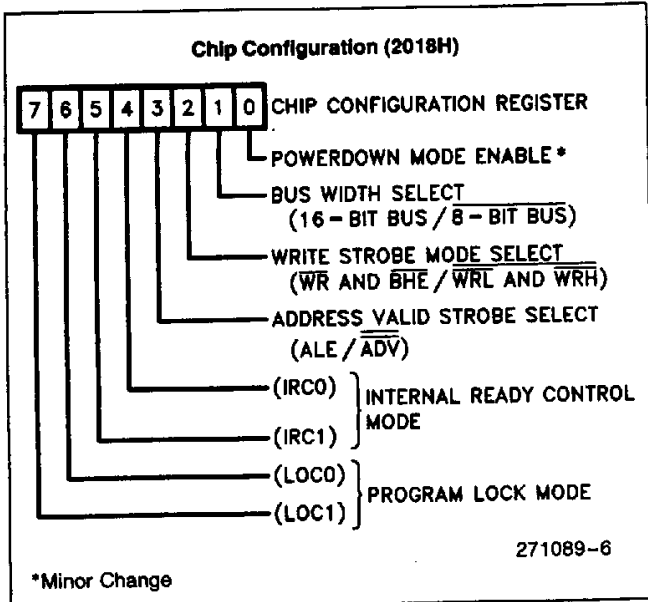 Chip Configuration (2018H)
7 6 5 4 3 2 1 0 CHIP CONFIGURATION REGISTER
POWERDOWN MODE ENABLE*
BUS WIDTH SELECT
(16-BIT BUS / 8-BIT BUS)
WRITE STROBE MODE SELECT
(WR AND BHE / WRL AND WRH)
ADDRESS VALID STROBE SELECT
(ALE / ADV)
(IRC0)
INTERNAL READY CONTROL
MODE
(IRC1)
(LOC0)
PROGRAM LOCK MODE
(LOC1)
271089-6
*Minor Change